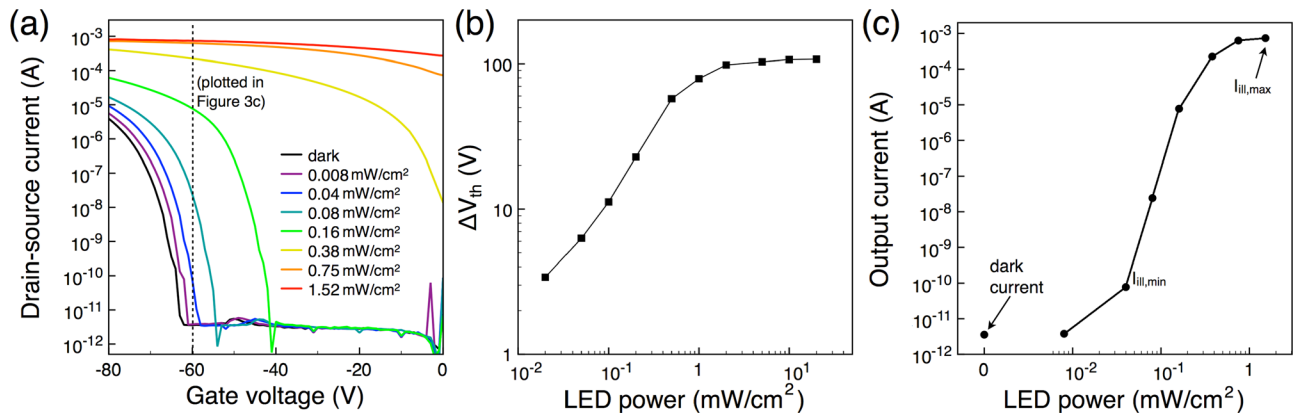 (a)
Drain-source current (A)
10⁻³
10⁻⁴
10⁻⁵
10⁻⁶
10⁻⁷
10⁻⁸
10⁻⁹
10⁻¹⁰
10⁻¹¹
10⁻¹²
(plotted in
Figure 3c)
dark
0.008 mW/cm²
0.04 mW/cm²
0.08 mW/cm²
0.16 mW/cm²
0.38 mW/cm²
0.75 mW/cm²
1.52 mW/cm²
-80
-60
-40
-20
0
Gate voltage (V)
(b)
ΔVth (V)
100
10
1
10⁻²
10⁻¹
1
10¹
LED power (mW/cm²)
(c)
Output current (A)
10⁻³
10⁻⁴
10⁻⁵
10⁻⁶
10⁻⁷
10⁻⁸
10⁻⁹
10⁻¹⁰
10⁻¹¹
10⁻¹²
Iill,max
Iill,min
dark
current
0
10⁻²
10⁻¹
10⁰
LED power (mW/cm²)